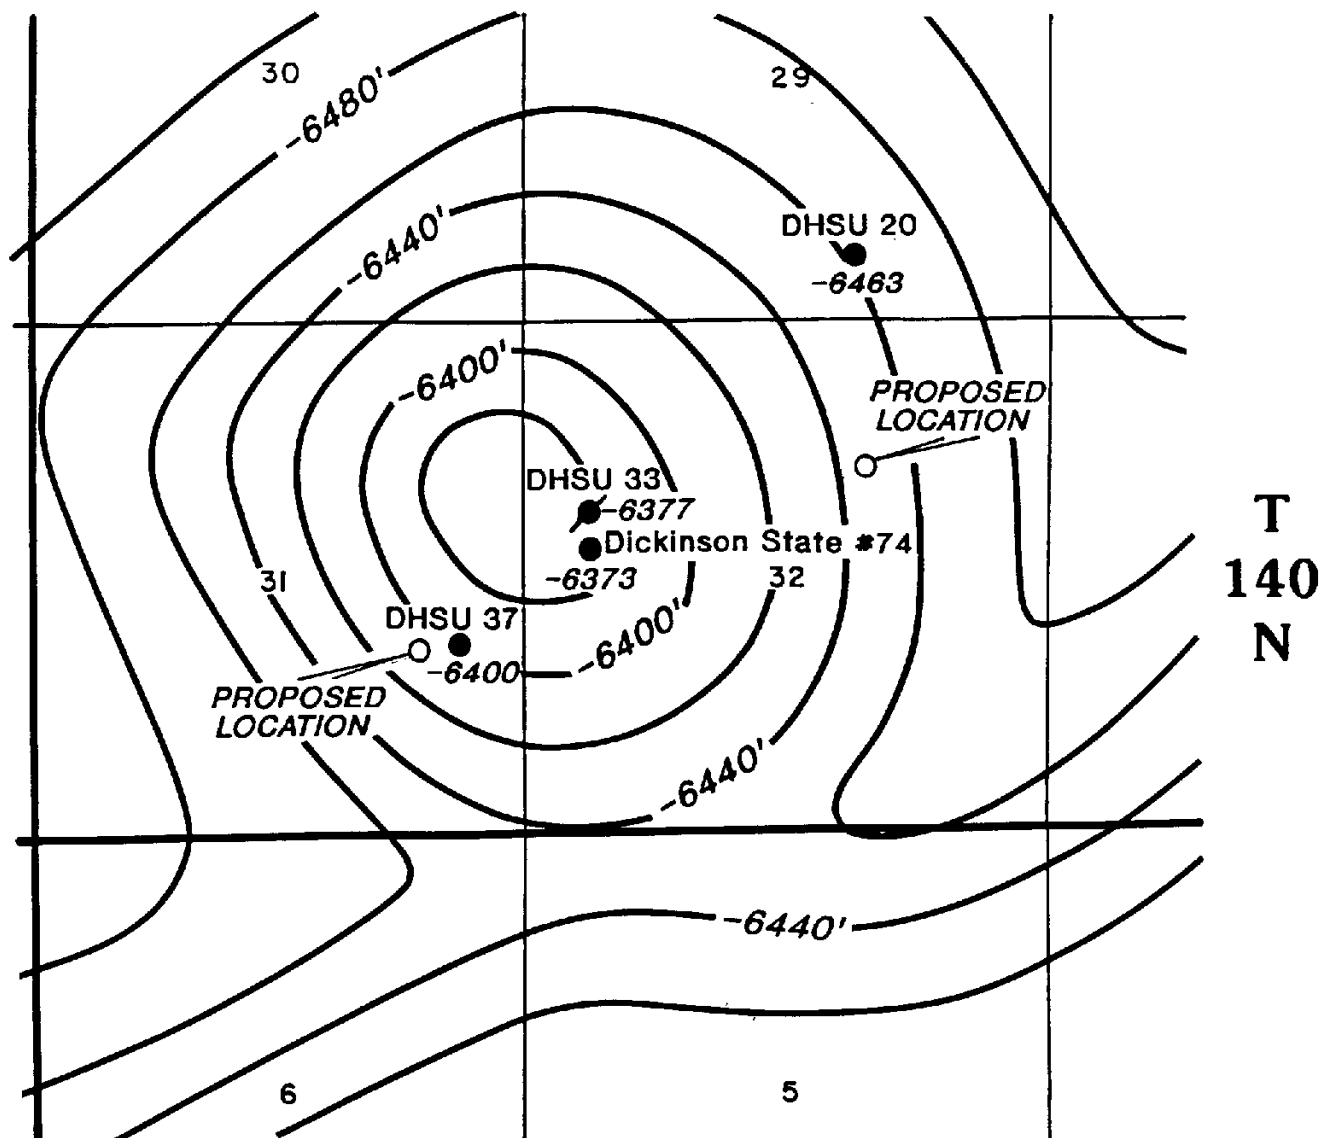 30
29
-6480'
DHSU 20
-6440'
-6463
-6400'
PROPOSED
LOCATION
DHSU 33
-6377
T
140
N
Dickinson State #74
-6373
31
32
DHSU 37
-6400'
-6400
PROPOSED
LOCATION
-6440'
-6440'
6
5